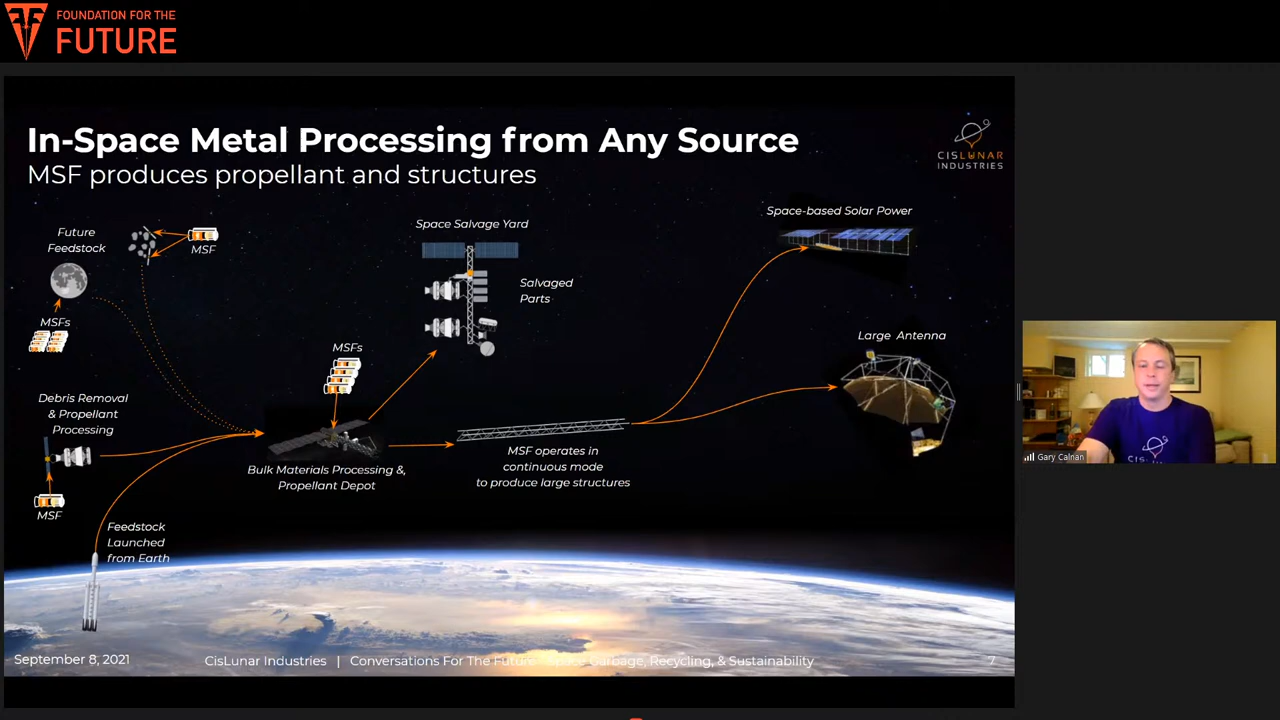 FOUNDATION FOR THE
FUTURE
In-Space Metal Processing from Any Source
MSF produces propellant and structures
CISLUNAR
INDUSTRIES
Future
Feedstock
MSF
MSFs
Debris Removal
& Propellant
Processing
MSF
Feedstock
Launched
from Earth
MSFs
Bulk Materials Processing &,
Propellant Depot
Space Salvage Yard
Salvaged
Parts
MSF operates in
continuous mode
to produce large structures
Space-based Solar Power
Large Antenna
September 8, 2021
CisLunar Industries | Conversations For The Future - Space Garbage, Recycling, & Sustainability
7
Gary Calnan